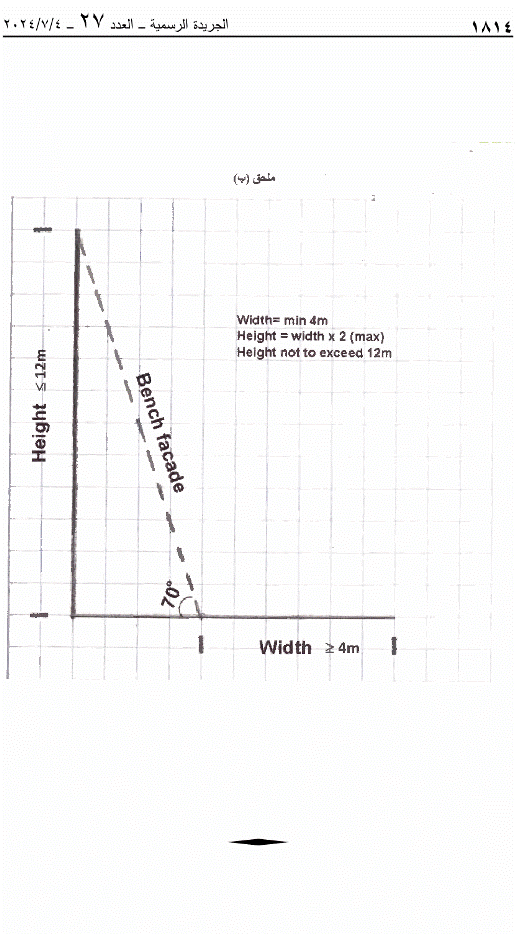 ١٨١٤
الجريدة الرسمية – العدد ٢٧ – ٢٠٢٤/٧/٤
ملحق (ب)
Width= min 4m
Height = width x 2 (max)
Height not to exceed 12m
Height ≤ 12m
Bench facade
70°
Width ≥ 4m